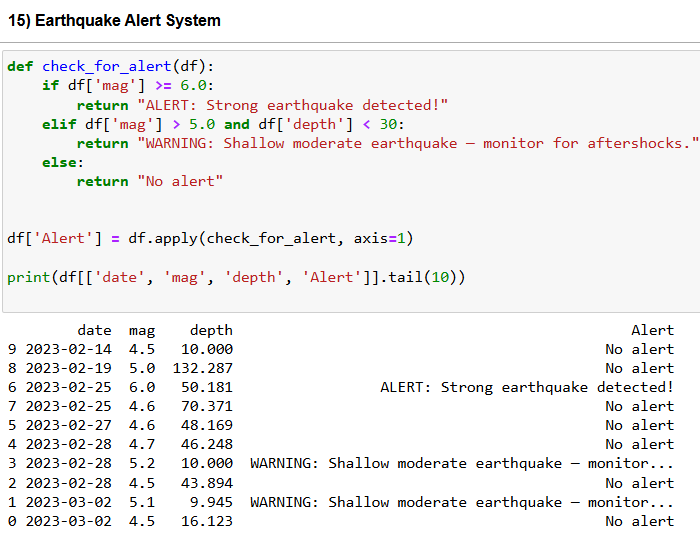 15) Earthquake Alert System
def check_for_alert(df):
    if df['mag'] >= 6.0:
        return "ALERT: Strong earthquake detected!"
    elif df['mag'] > 5.0 and df['depth'] < 30:
        return "WARNING: Shallow moderate earthquake — monitor for aftershocks."
    else:
        return "No alert"
df['Alert'] = df.apply(check_for_alert, axis=1)
print(df[['date', 'mag', 'depth', 'Alert']].tail(10))
date mag depth Alert
9 2023-02-14 4.5 10.000 No alert
8 2023-02-19 5.0 132.287 No alert
6 2023-02-25 6.0 50.181 ALERT: Strong earthquake detected!
7 2023-02-25 4.6 70.371 No alert
5 2023-02-27 4.6 48.169 No alert
4 2023-02-28 4.7 46.248 No alert
3 2023-02-28 5.2 10.000 WARNING: Shallow moderate earthquake — monitor...
2 2023-02-28 4.5 43.894 No alert
1 2023-03-02 5.1 9.945 WARNING: Shallow moderate earthquake — monitor...
0 2023-03-02 4.5 16.123 No alert